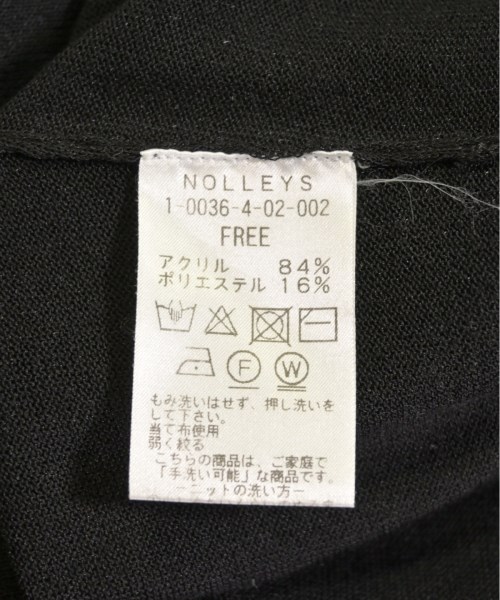 NOLLEYS
1-0036-4-02-002
FREE
アクリル 84%
ポリエステル 16%
F W
もみ洗いはせず、押し洗いを
して下さい。
当て布使用
弱く絞る
こちらの商品は、ご家庭で
「手洗い可能」な商品です。
－ニットの洗い方－